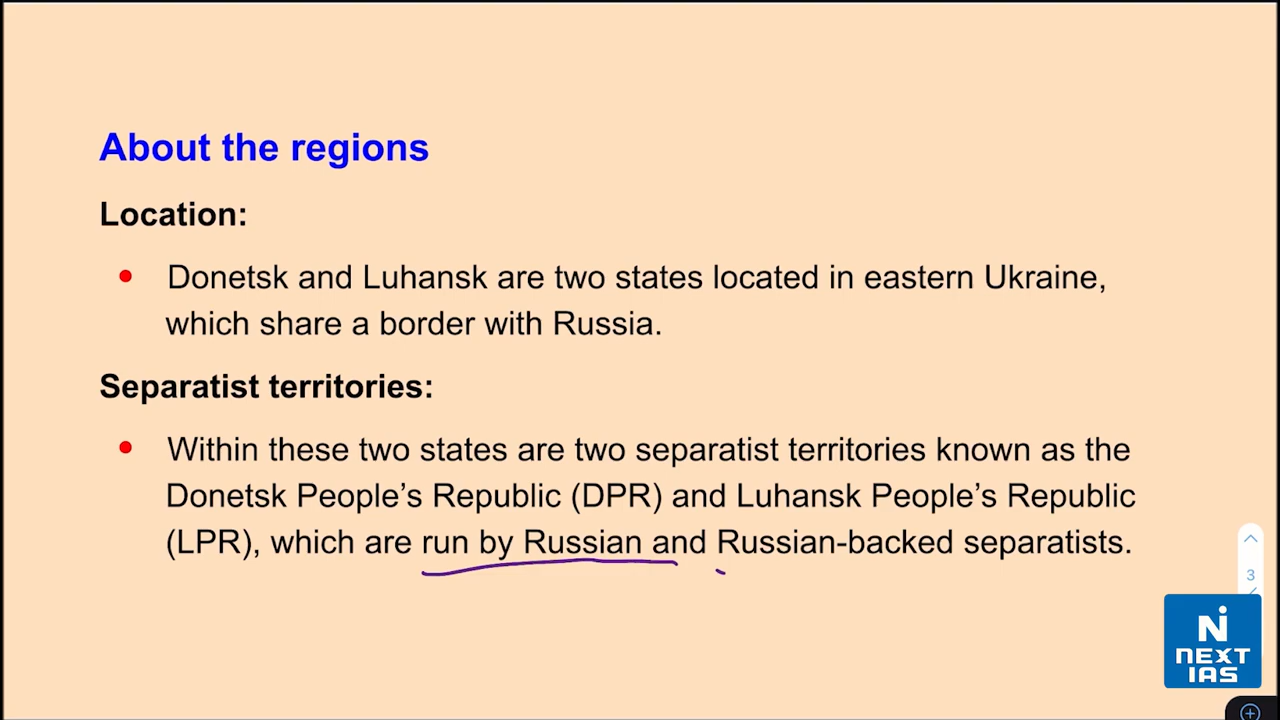 About the regions
Location:
• Donetsk and Luhansk are two states located in eastern Ukraine,
which share a border with Russia.
Separatist territories:
• Within these two states are two separatist territories known as the
Donetsk People’s Republic (DPR) and Luhansk People’s Republic
(LPR), which are run by Russian and Russian-backed separatists.
3
N
NEXT
IAS